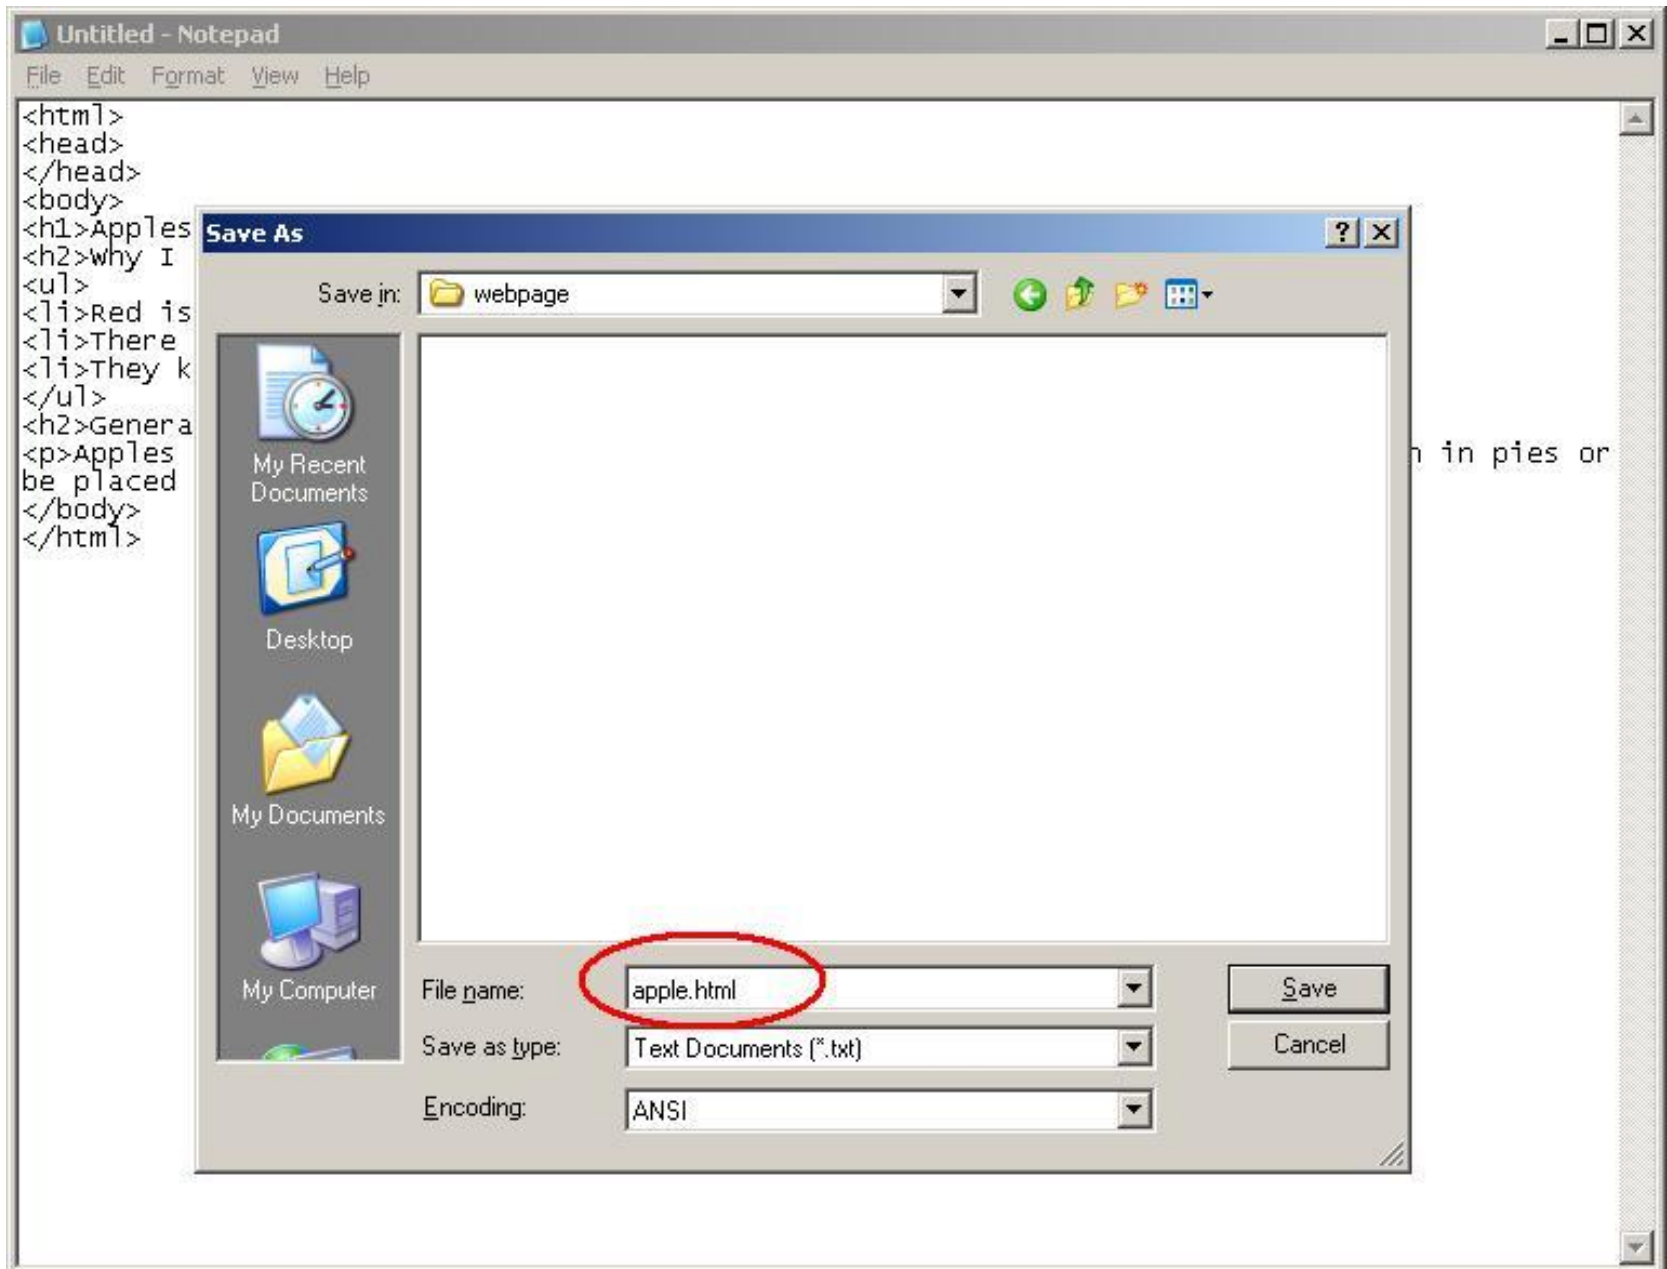 Untitled - Notepad
File Edit Format View Help
<html>
<head>
</head>
<body>
<h1>Apples
<h2>Why I
<ul>
<li>Red is
<li>There
<li>They k
</ul>
<h2>Genera
<p>Apples n in pies or
be placed
</body>
</html>
Save As
Save in: webpage
My Recent
Documents
Desktop
My Documents
My Computer
File name: apple.html Save
Save as type: Text Documents (*.txt) Cancel
Encoding: ANSI